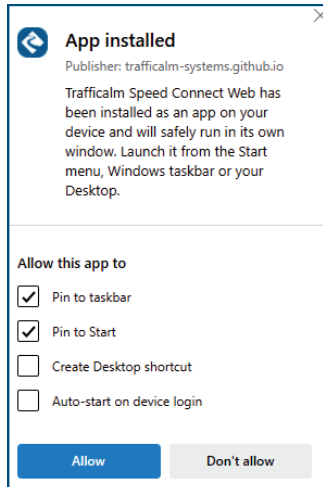 App installed
Publisher: trafficalm-systems.github.io
Trafficalm Speed Connect Web has
been installed as an app on your
device and will safely run in its own
window. Launch it from the Start
menu, Windows taskbar or your
Desktop.
Allow this app to
Pin to taskbar
Pin to Start
Create Desktop shortcut
Auto-start on device login
Allow
Don't allow